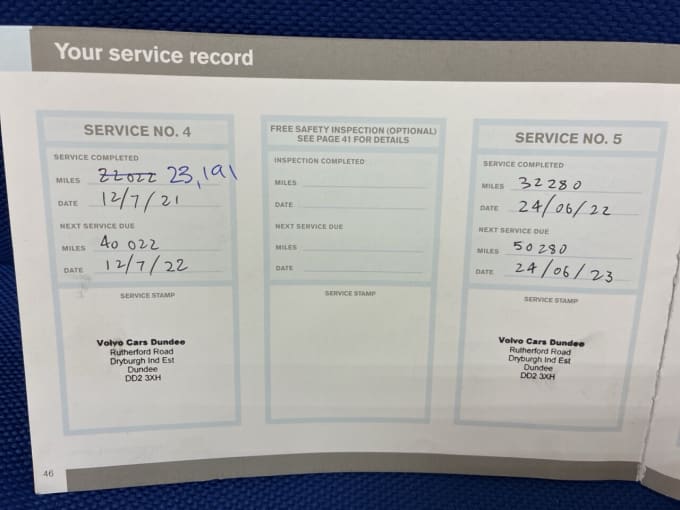 Your service record
SERVICE NO. 4
SERVICE COMPLETED
MILES 22022 23,191
DATE 12/7/21
NEXT SERVICE DUE
MILES 40 022
DATE 12/7/22
SERVICE STAMP
Volvo Cars Dundee
Rutherford Road
Dryburgh Ind Est
Dundee
DD2 3XH
FREE SAFETY INSPECTION (OPTIONAL)
SEE PAGE 41 FOR DETAILS
INSPECTION COMPLETED
MILES
DATE
NEXT SERVICE DUE
MILES
DATE
SERVICE STAMP
SERVICE NO. 5
SERVICE COMPLETED
MILES 32280
DATE 24/06/22
NEXT SERVICE DUE
MILES 50280
DATE 24/06/23
SERVICE STAMP
Volvo Cars Dundee
Rutherford Road
Dryburgh Ind Est
Dundee
DD2 3XH
46